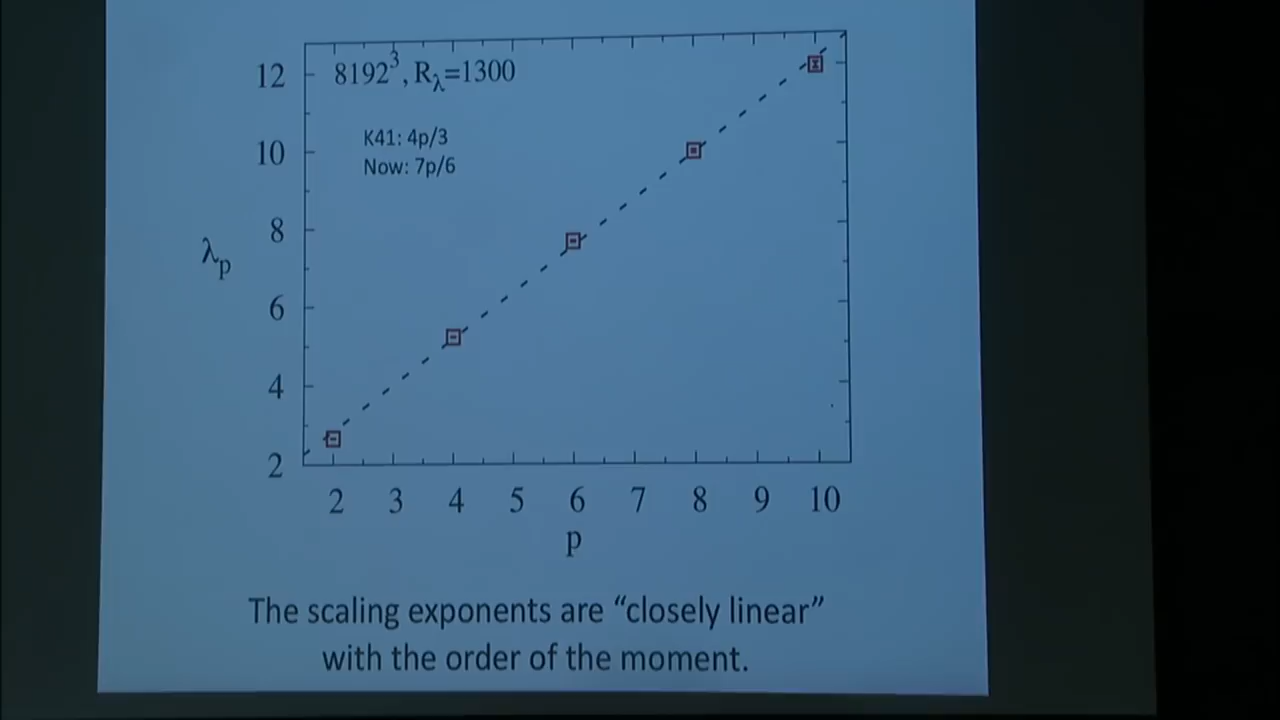 8192³, R_λ=1300
K41: 4p/3
Now: 7p/6
12
10
8
6
4
2
λ_p
2 3 4 5 6 7 8 9 10
p
The scaling exponents are “closely linear”
with the order of the moment.